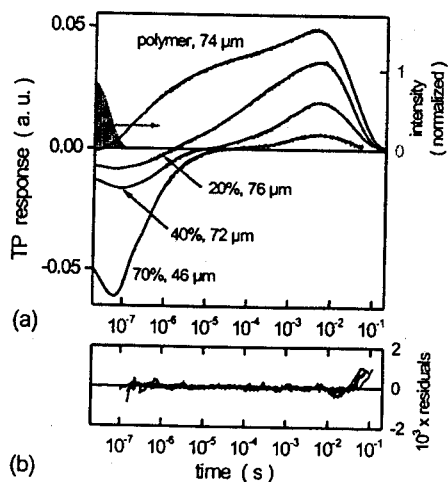 0.05
polymer, 74 µm
1
0.00
0
20%, 76 µm
40%, 72 µm
-0.05
70%, 46 µm
TP response ( a. u. )
intensity
( normalized)
(a)
10⁻⁷ 10⁻⁶ 10⁻⁵ 10⁻⁴ 10⁻³ 10⁻² 10⁻¹
2
0
-2
10³ x residuals
10⁻⁷ 10⁻⁶ 10⁻⁵ 10⁻⁴ 10⁻³ 10⁻² 10⁻¹
(b)
time ( s )